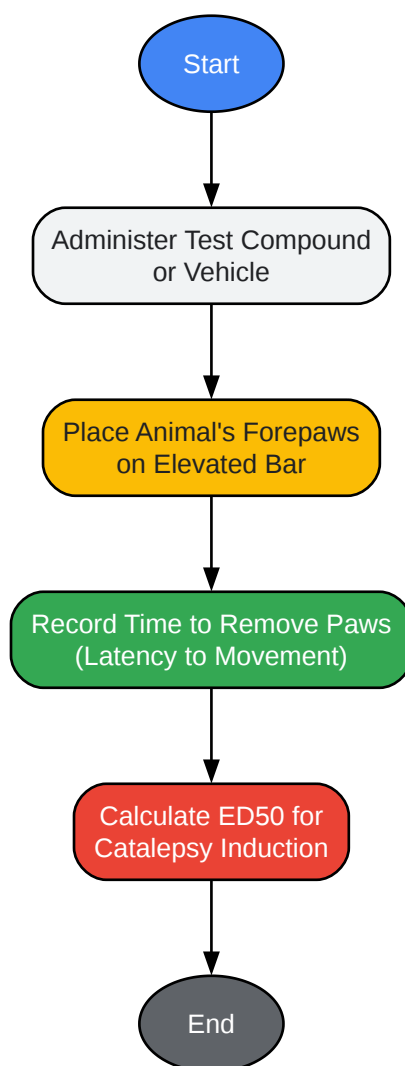 Start
Administer Test Compound
or Vehicle
Place Animal's Forepaws
on Elevated Bar
Record Time to Remove Paws
(Latency to Movement)
Calculate ED50 for
Catalepsy Induction
End